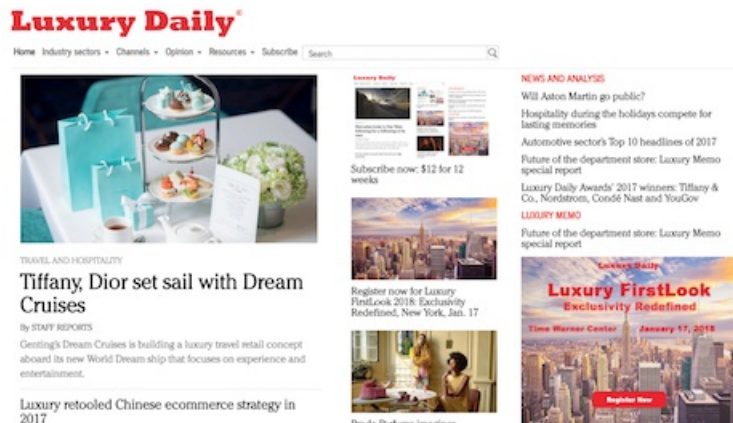 Luxury Daily®
Home Industry sectors Channels Opinion Resources Subscribe Search
TRAVEL AND HOSPITALITY
Tiffany, Dior set sail with Dream
Cruises
By STAFF REPORTS
Genting's Dream Cruises is building a luxury travel retail concept
aboard its new World Dream ship that focuses on experience and
entertainment.
Luxury retooled Chinese ecommerce strategy in
2017
Luxury Daily
Subscribe now: $12 for 12
weeks
Register now for Luxury
FirstLook 2018: Exclusivity
Redefined, New York, Jan. 17
NEWS AND ANALYSIS
Will Aston Martin go public?
Hospitality during the holidays compete for
lasting memories
Automotive sector's Top 10 headlines of 2017
Future of the department store: Luxury Memo
special report
Luxury Daily Awards' 2017 winners: Tiffany &
Co., Nordstrom, Condé Nast and YouGov
LUXURY MEMO
Future of the department store: Luxury Memo
special report
Luxury Daily
Luxury FirstLook
Exclusivity Redefined
Time Warner Center January 17, 2018
Register Now